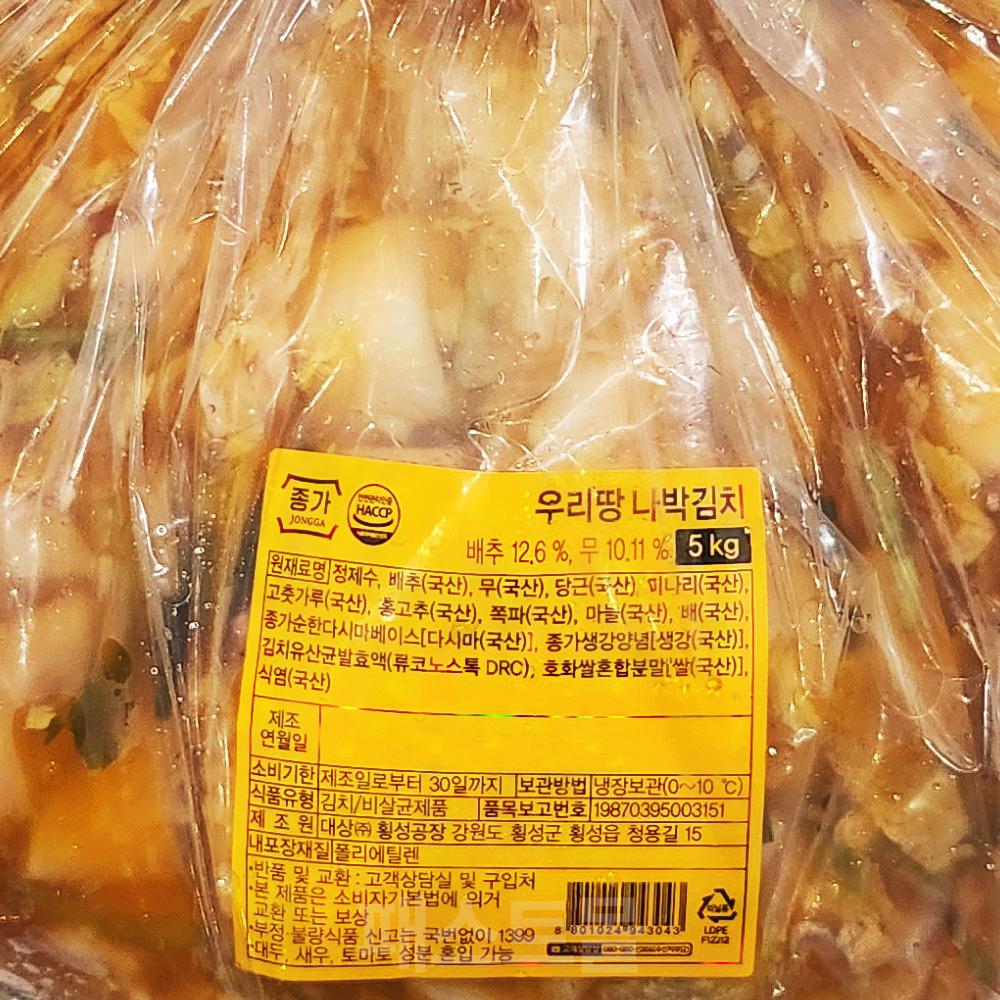 종가
JONGGA
HACCP
우리땅 나박김치
배추 12.6 %, 무 10.11 % 5 kg
원재료명 정제수, 배추(국산), 무(국산), 당근(국산), 미나리(국산),
고춧가루(국산), 홍고추(국산), 쪽파(국산), 마늘(국산), 배(국산),
종가순한다시마베이스[다시마(국산)], 종가생강양념[생강(국산)],
김치유산균발효액(류코노스톡 DRC), 호화쌀혼합분말[쌀(국산)],
식염(국산)
제조
연월일
소비기한 제조일로부터 30일까지 보관방법 냉장보관(0~10 ℃)
식품유형 김치/비살균제품 품목보고번호 19870395003151
제 조 원 대상㈜ 횡성공장 강원도 횡성군 횡성읍 청용길 15
내포장재질 폴리에틸렌
•반품 및 교환 : 고객상담실 및 구입처
•본 제품은 소비자기본법에 의거
교환 또는 보상
•부정·불량식품 신고는 국번없이 1399
•대두, 새우, 토마토 성분 혼입 가능
8 801024 943043
비닐류
LDPE